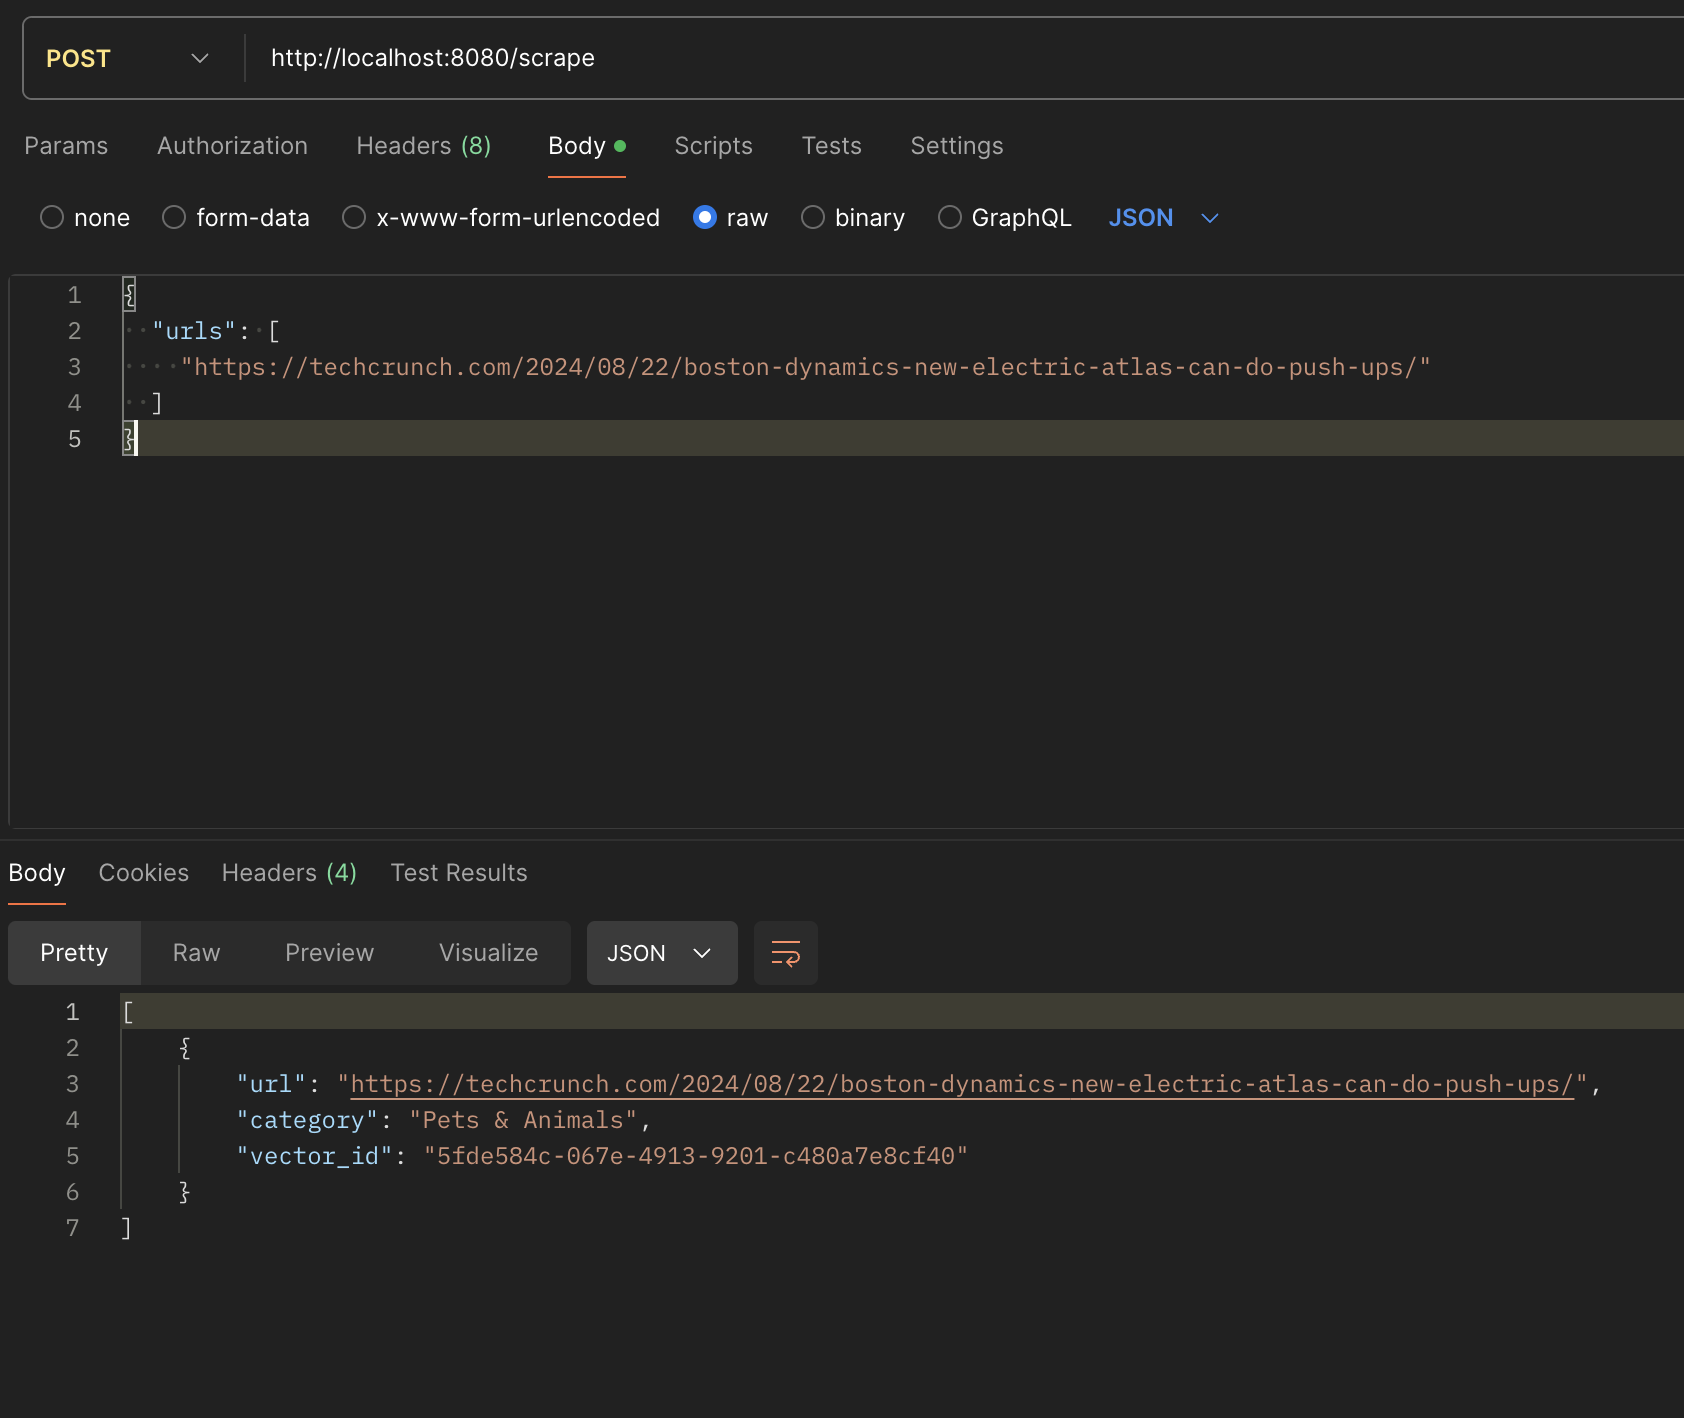 POST http://localhost:8080/scrape
Params Authorization Headers (8) Body Scripts Tests Settings
none form-data x-www-form-urlencoded raw binary GraphQL JSON
1 {
2 "urls": [
3 "https://techcrunch.com/2024/08/22/boston-dynamics-new-electric-atlas-can-do-push-ups/"
4 ]
5 }
Body Cookies Headers (4) Test Results
Pretty Raw Preview Visualize JSON
1 [
2 {
3 "url": "https://techcrunch.com/2024/08/22/boston-dynamics-new-electric-atlas-can-do-push-ups/",
4 "category": "Pets & Animals",
5 "vector_id": "5fde584c-067e-4913-9201-c480a7e8cf40"
6 }
7 ]